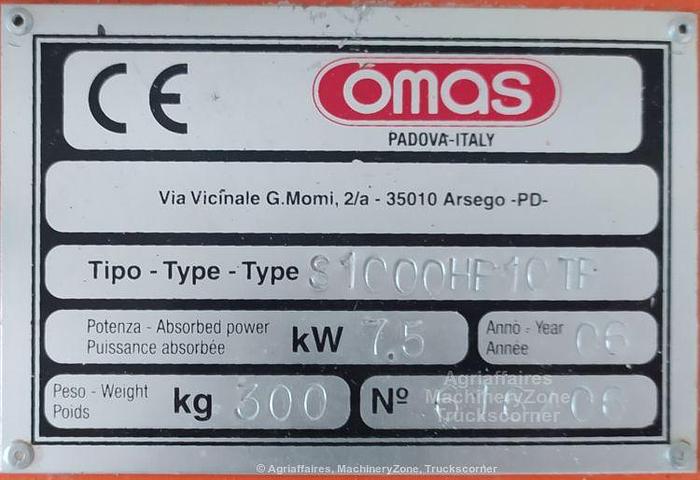 CE
ōmas
PADOVA-ITALY
Via Vicinale G.Momi, 2/a - 35010 Arsego -PD-
Tipo - Type - Type S1000HP10TP
Potenza - Absorbed power
Puissance absorbée
kW 7.5
Anno - Year
Année
06
Peso - Weight
Poids
kg 300
Nº 06
Agriaffaires
MachineryZone
Truckscorner
© Agriaffaires, MachineryZone, Truckscorner